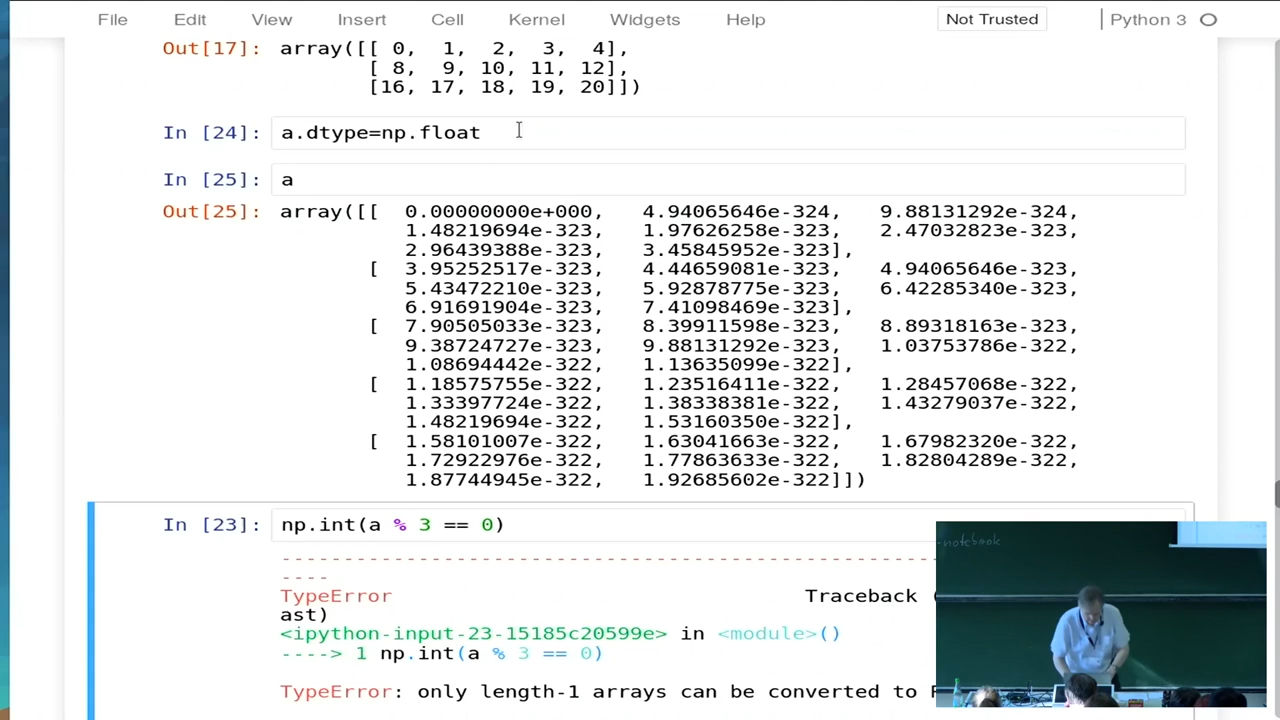 File Edit View Insert Cell Kernel Widgets Help Not Trusted Python 3
Out[17]: array([[ 0, 1, 2, 3, 4],
[ 8, 9, 10, 11, 12],
[16, 17, 18, 19, 20]])
In [24]: a.dtype=np.float
In [25]: a
Out[25]: array([[ 0.00000000e+000, 4.94065646e-324, 9.88131292e-324,
1.48219694e-323, 1.97626258e-323, 2.47032823e-323,
2.96439388e-323, 3.45845952e-323],
[ 3.95252517e-323, 4.44659081e-323, 4.94065646e-323,
5.43472210e-323, 5.92878775e-323, 6.42285340e-323,
6.91691904e-323, 7.41098469e-323],
[ 7.90505033e-323, 8.39911598e-323, 8.89318163e-323,
9.38724727e-323, 9.88131292e-323, 1.03753786e-322,
1.08694442e-322, 1.13635099e-322],
[ 1.18575755e-322, 1.23516411e-322, 1.28457068e-322,
1.33397724e-322, 1.38338381e-322, 1.43279037e-322,
1.48219694e-322, 1.53160350e-322],
[ 1.58101007e-322, 1.63041663e-322, 1.67982320e-322,
1.72922976e-322, 1.77863633e-322, 1.82804289e-322,
1.87744945e-322, 1.92685602e-322]])
In [23]: np.int(a % 3 == 0)
-notebook
TypeError Traceback (
ast)
<ipython-input-23-15185c20599e> in <module>()
----> 1 np.int(a % 3 == 0)
TypeError: only length-1 arrays can be converted to